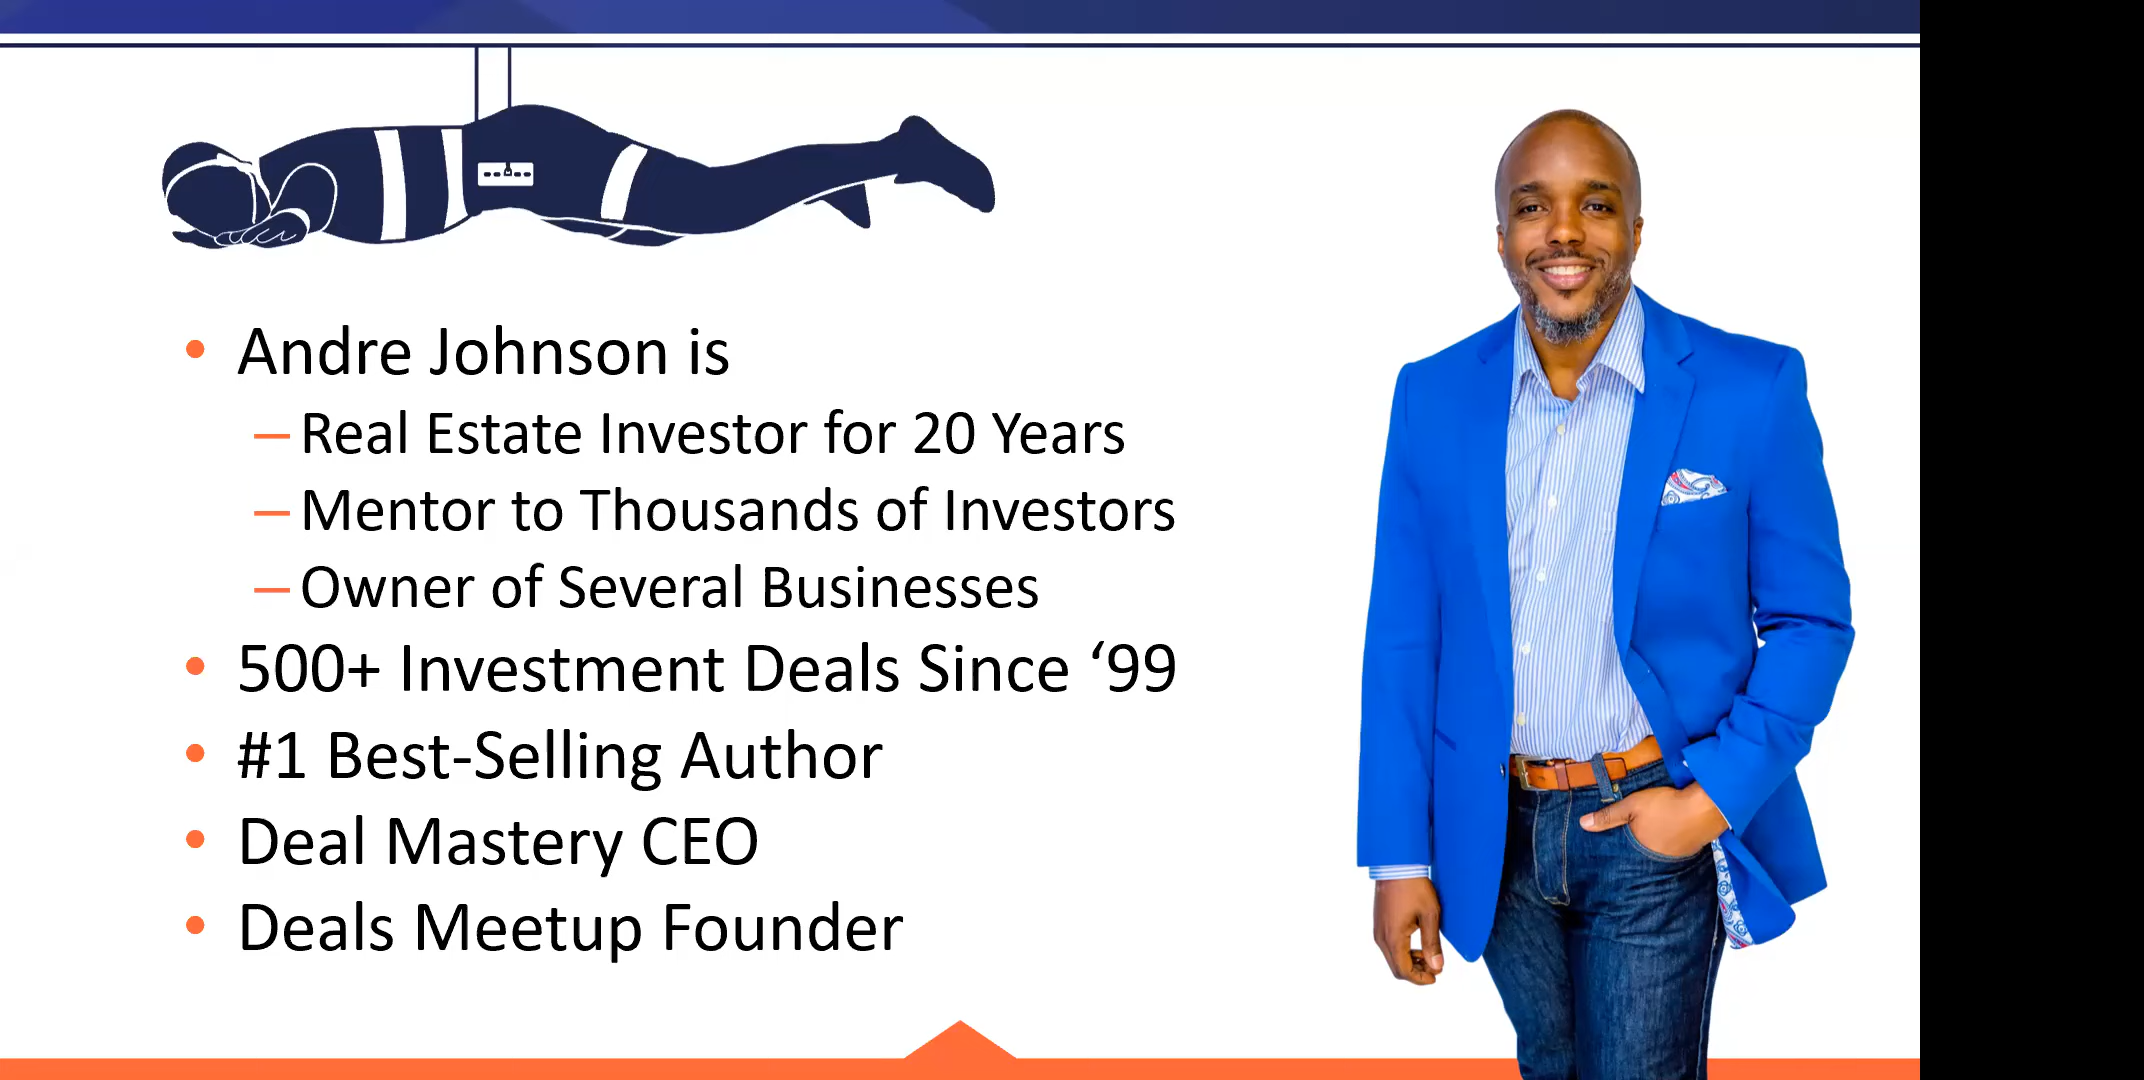 • Andre Johnson is
– Real Estate Investor for 20 Years
– Mentor to Thousands of Investors
– Owner of Several Businesses
• 500+ Investment Deals Since ‘99
• #1 Best-Selling Author
• Deal Mastery CEO
• Deals Meetup Founder